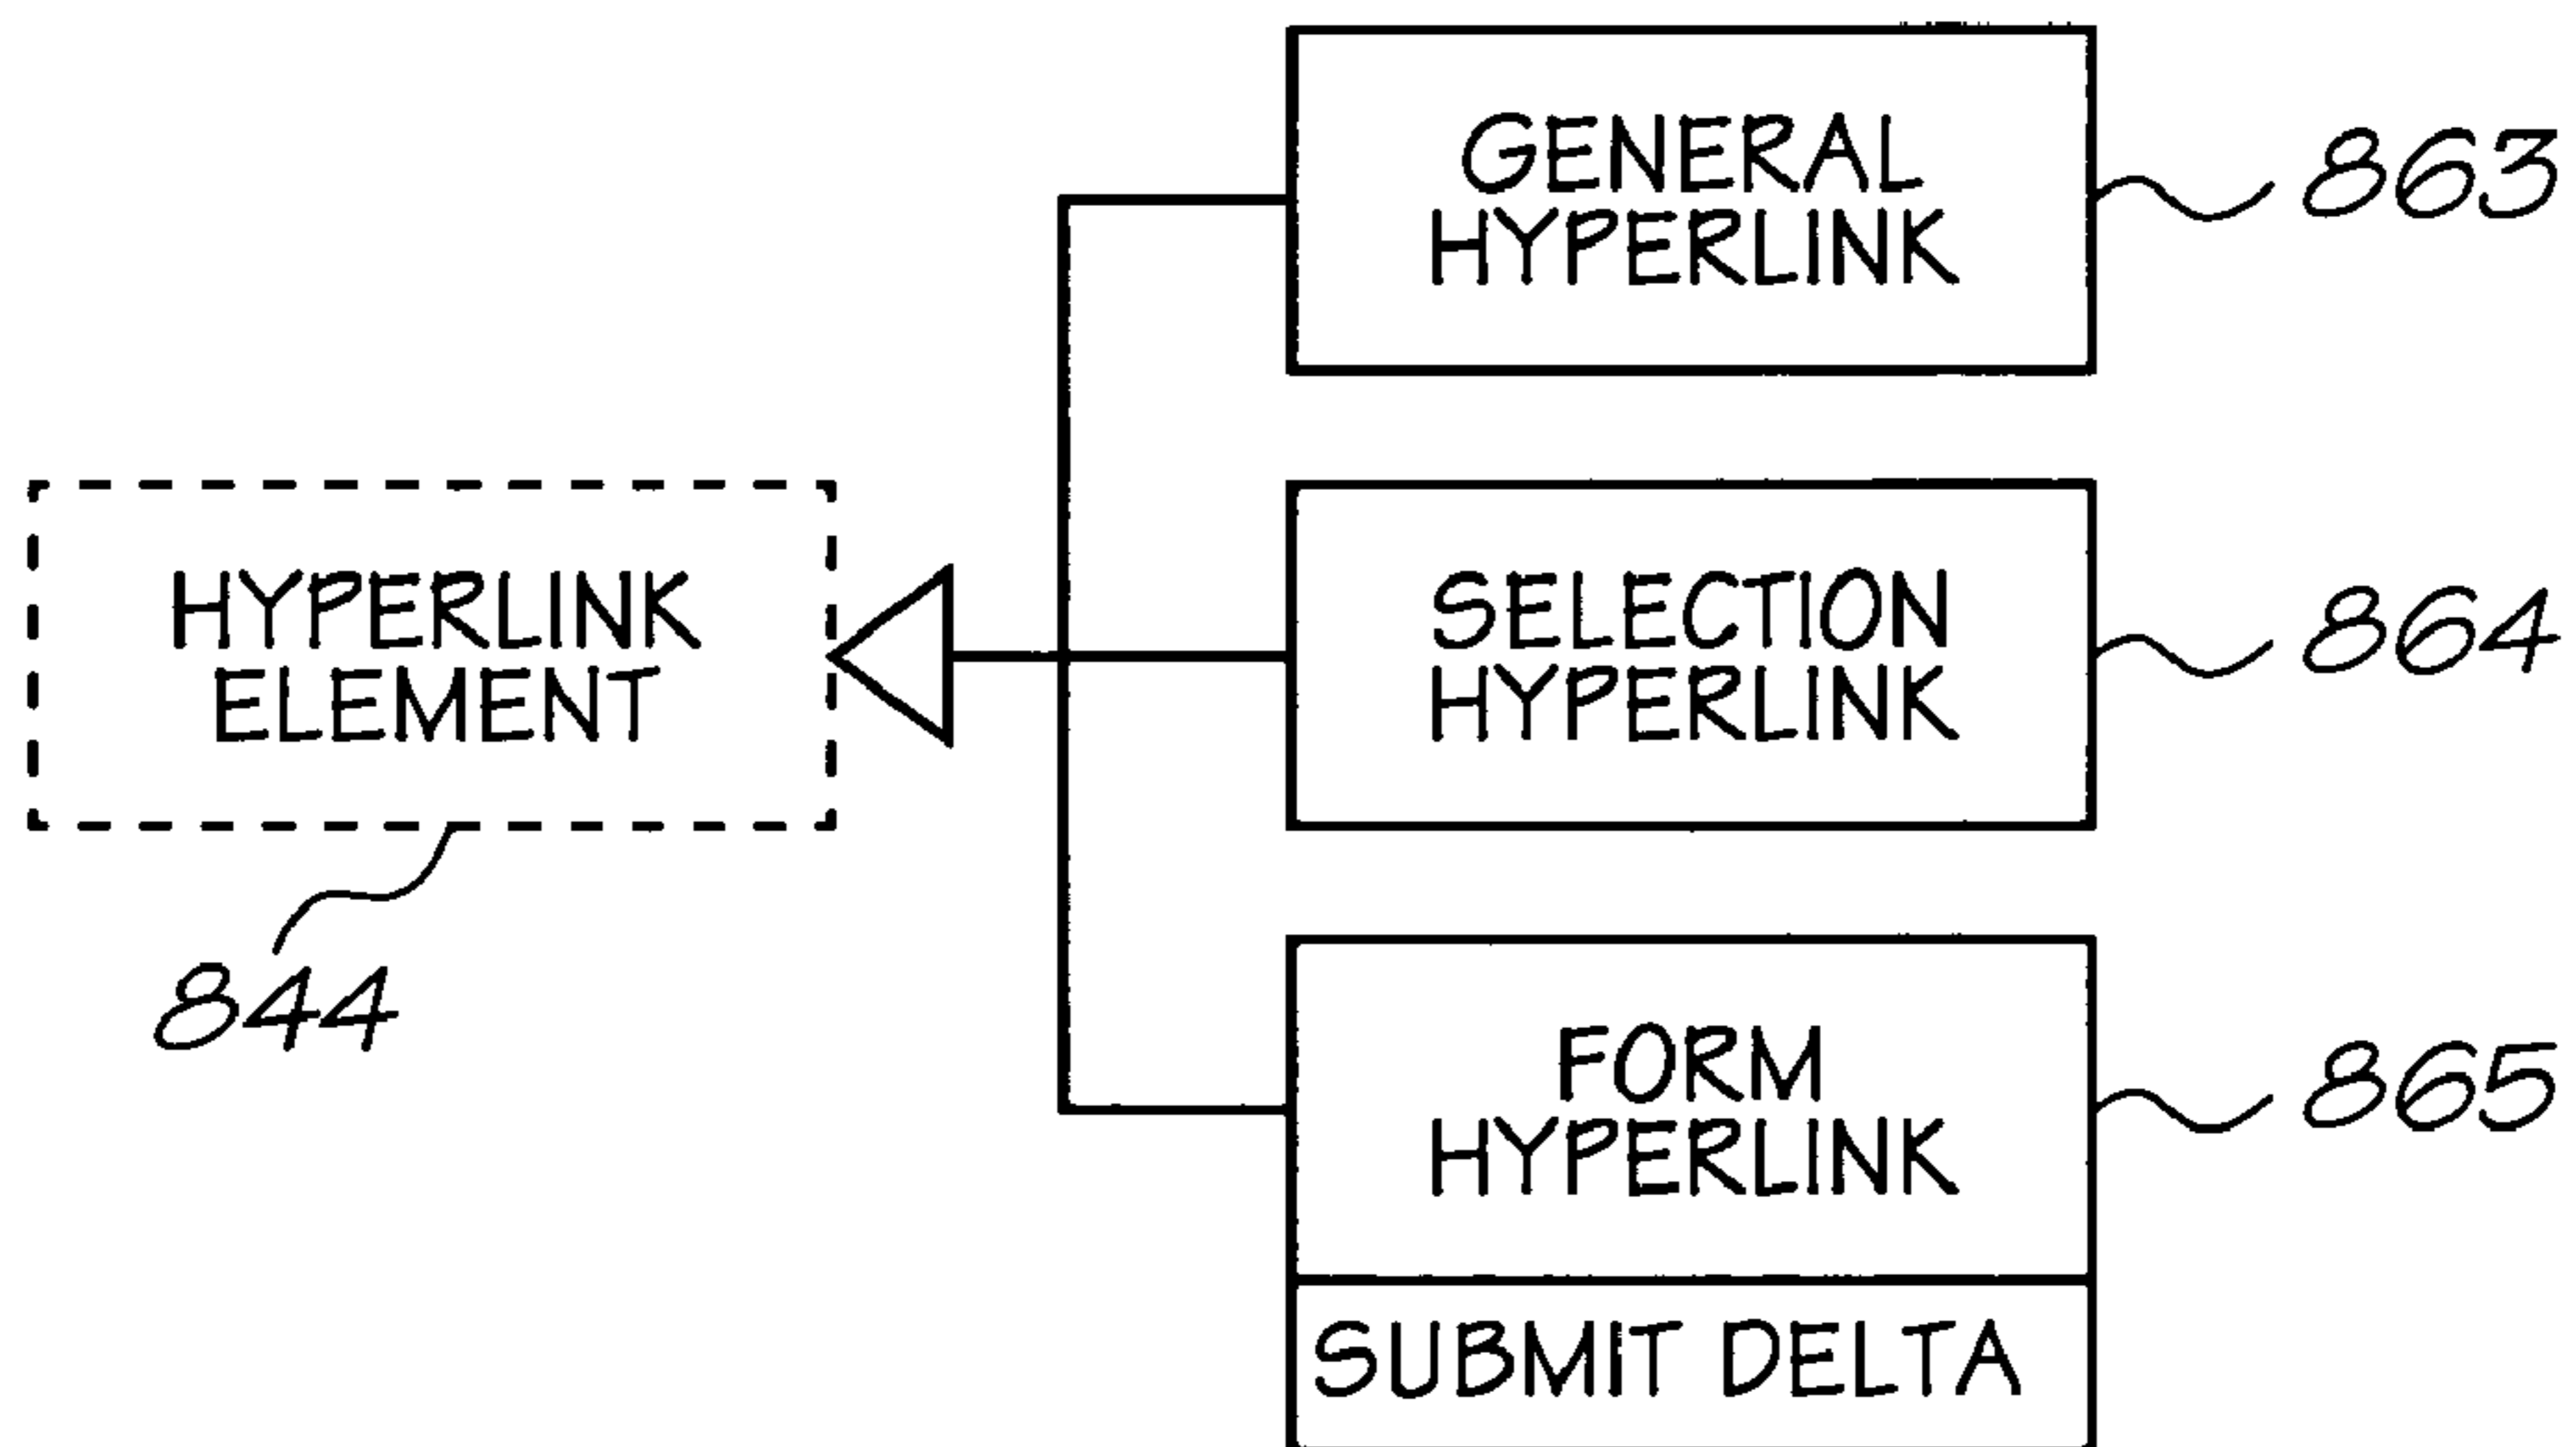 GENERAL
HYPERLINK
863
HYPERLINK
ELEMENT
844
SELECTION
HYPERLINK
864
FORM
HYPERLINK
865
SUBMIT DELTA